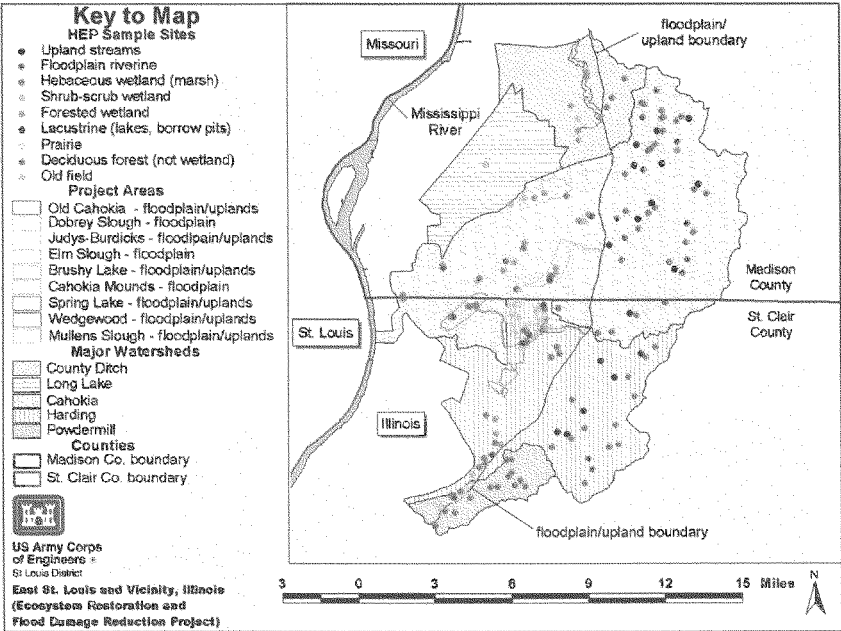 Key to Map
HEP Sample Sites
Upland streams
Floodplain riverine
Hebaceous wetland (marsh)
Shrub-scrub wetland
Forested wetland
Lacustrine (lakes, borrow pits)
Prairie
Deciduous forest (not wetland)
Old field
Project Areas
Old Cahokia - floodplain/uplands
Dobrey Slough - floodplain
Judys-Burdicks - floodlpain/uplands
Elm Slough - floodplain
Brushy Lake - floodplain/uplands
Cahokia Mounds - floodplain
Spring Lake - floodplain/uplands
Wedgewood - floodplain/uplands
Mullens Slough - floodplain/uplands
Major Watersheds
County Ditch
Long Lake
Cahokia
Harding
Powdermill
Counties
Madison Co. boundary
St. Clair Co. boundary
US Army Corps
of Engineers ®
St Louis District
East St. Louis and Vicinity, Illinois
(Ecosystem Restoration and
Flood Damage Reduction Project)
Missouri
floodplain/
upland boundary
Mississippi
River
Madison
County
St. Clair
County
St. Louis
Illinois
floodplain/upland boundary
3 0 3 6 9 12 15 Miles
N